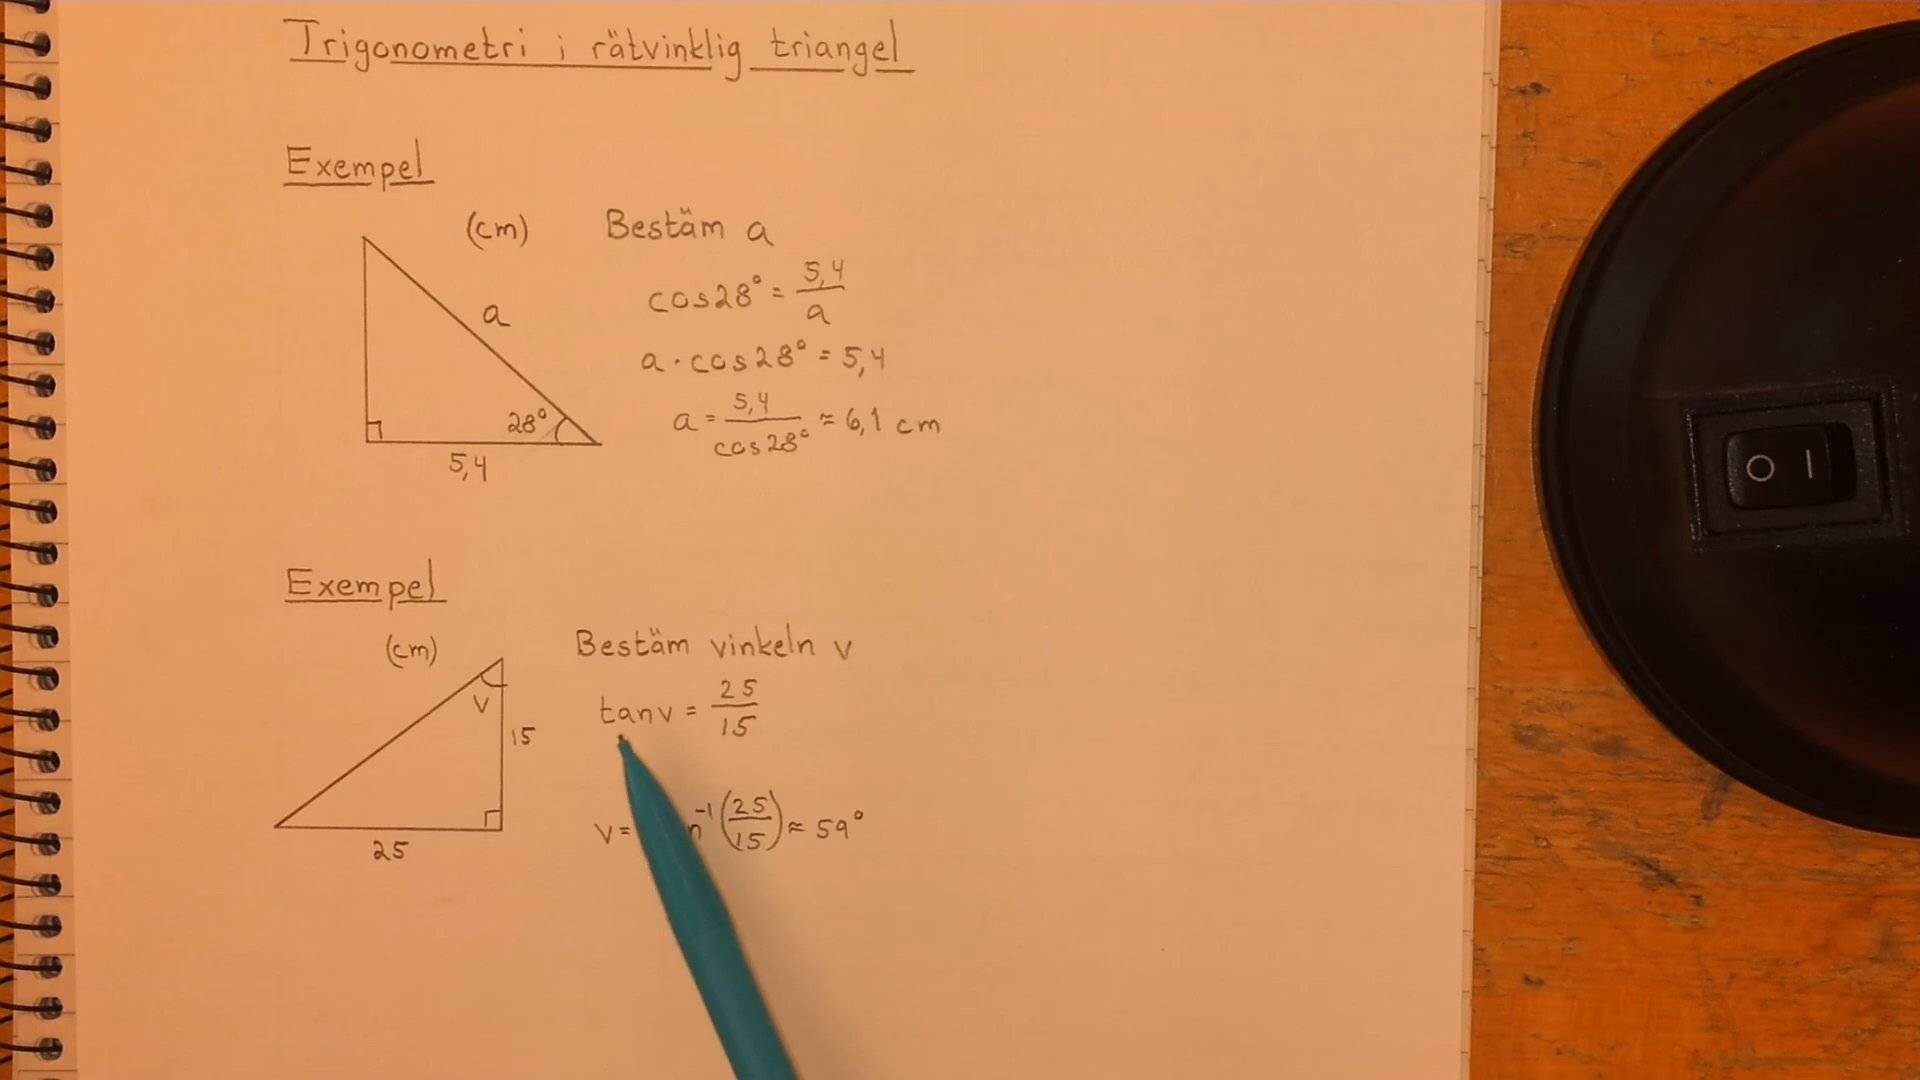 Trigonometri i rätvinklig triangel
Exempel
(cm)
Bestäm a
a
28°
5,4
cos28° = 5,4/a
a · cos28° = 5,4
a = 5,4/cos28° ≈ 6,1 cm
Exempel
(cm)
Bestäm vinkeln v
v
15
25
tanv = 25/15
v = n⁻¹(25/15) ≈ 59°
O I